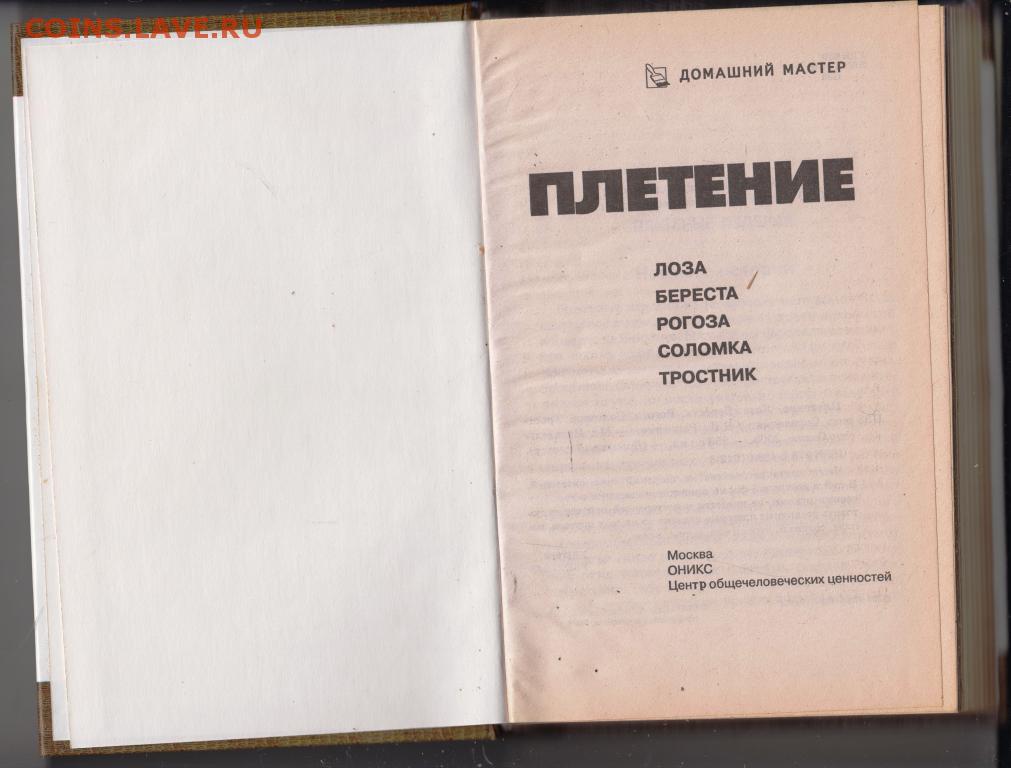 COINS.LAVE.RU
ДОМАШНИЙ МАСТЕР
ПЛЕТЕНИЕ
ЛОЗА
БЕРЕСТА
РОГОЗА
СОЛОМКА
ТРОСТНИК
Москва
ОНИКС
Центр общечеловеческих ценностей